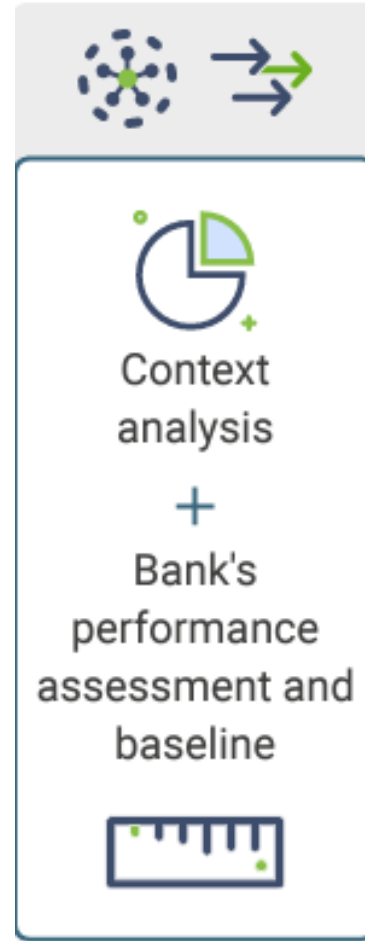 Context
analysis
+
Bank's
performance
assessment and
baseline